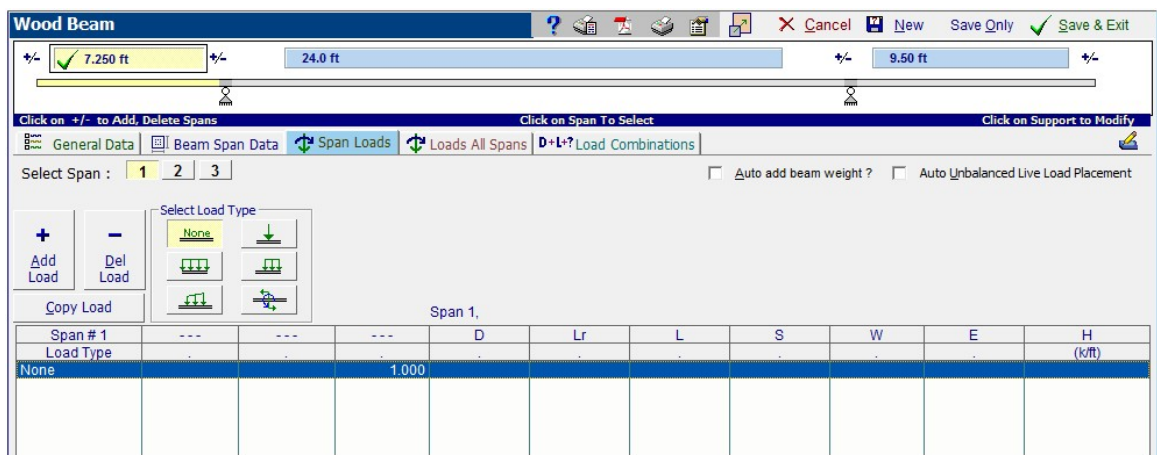 Wood Beam ? Cancel New Save Only Save & Exit
+/- 7.250 ft +/- 24.0 ft +/- 9.50 ft +/-
Click on +/- to Add, Delete Spans Click on Span To Select Click on Support to Modify
General Data Beam Span Data Span Loads Loads All Spans D+L+? Load Combinations
Select Span : 1 2 3 Auto add beam weight ? Auto Unbalanced Live Load Placement
Select Load Type
+ - None
Add Load Del Load
Copy Load
Span 1,
Span # 1 - - - - - - - - - D Lr L S W E H
Load Type . . . . . . . . . (k/ft)
None 1.000